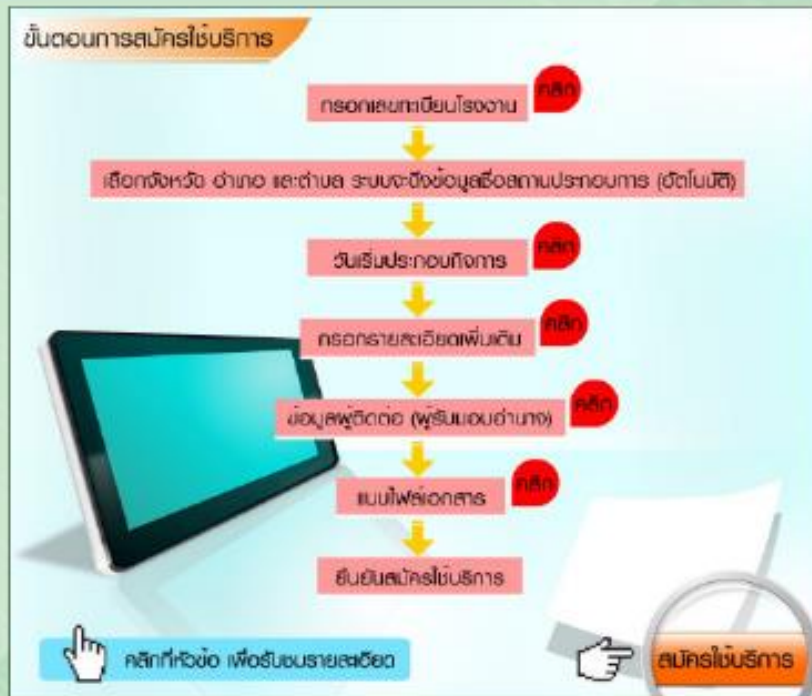 ขั้นตอนการสมัครใช้บริการ
กรอกเลขทะเบียนโรงงาน
คลิก
เลือกจังหวัด อำเภอ และตำบล ระบบจะดึงข้อมูลชื่อสถานประกอบการ (อัตโนมัติ)
วันเริ่มประกอบกิจการ
คลิก
กรอกรายละเอียดเพิ่มเติม
คลิก
ข้อมูลผู้ติดต่อ (ผู้รับมอบอำนาจ)
คลิก
แนบไฟล์เอกสาร
คลิก
ยืนยันสมัครใช้บริการ
คลิกที่หัวข้อ เพื่อรับชมรายละเอียด
สมัครใช้บริการ